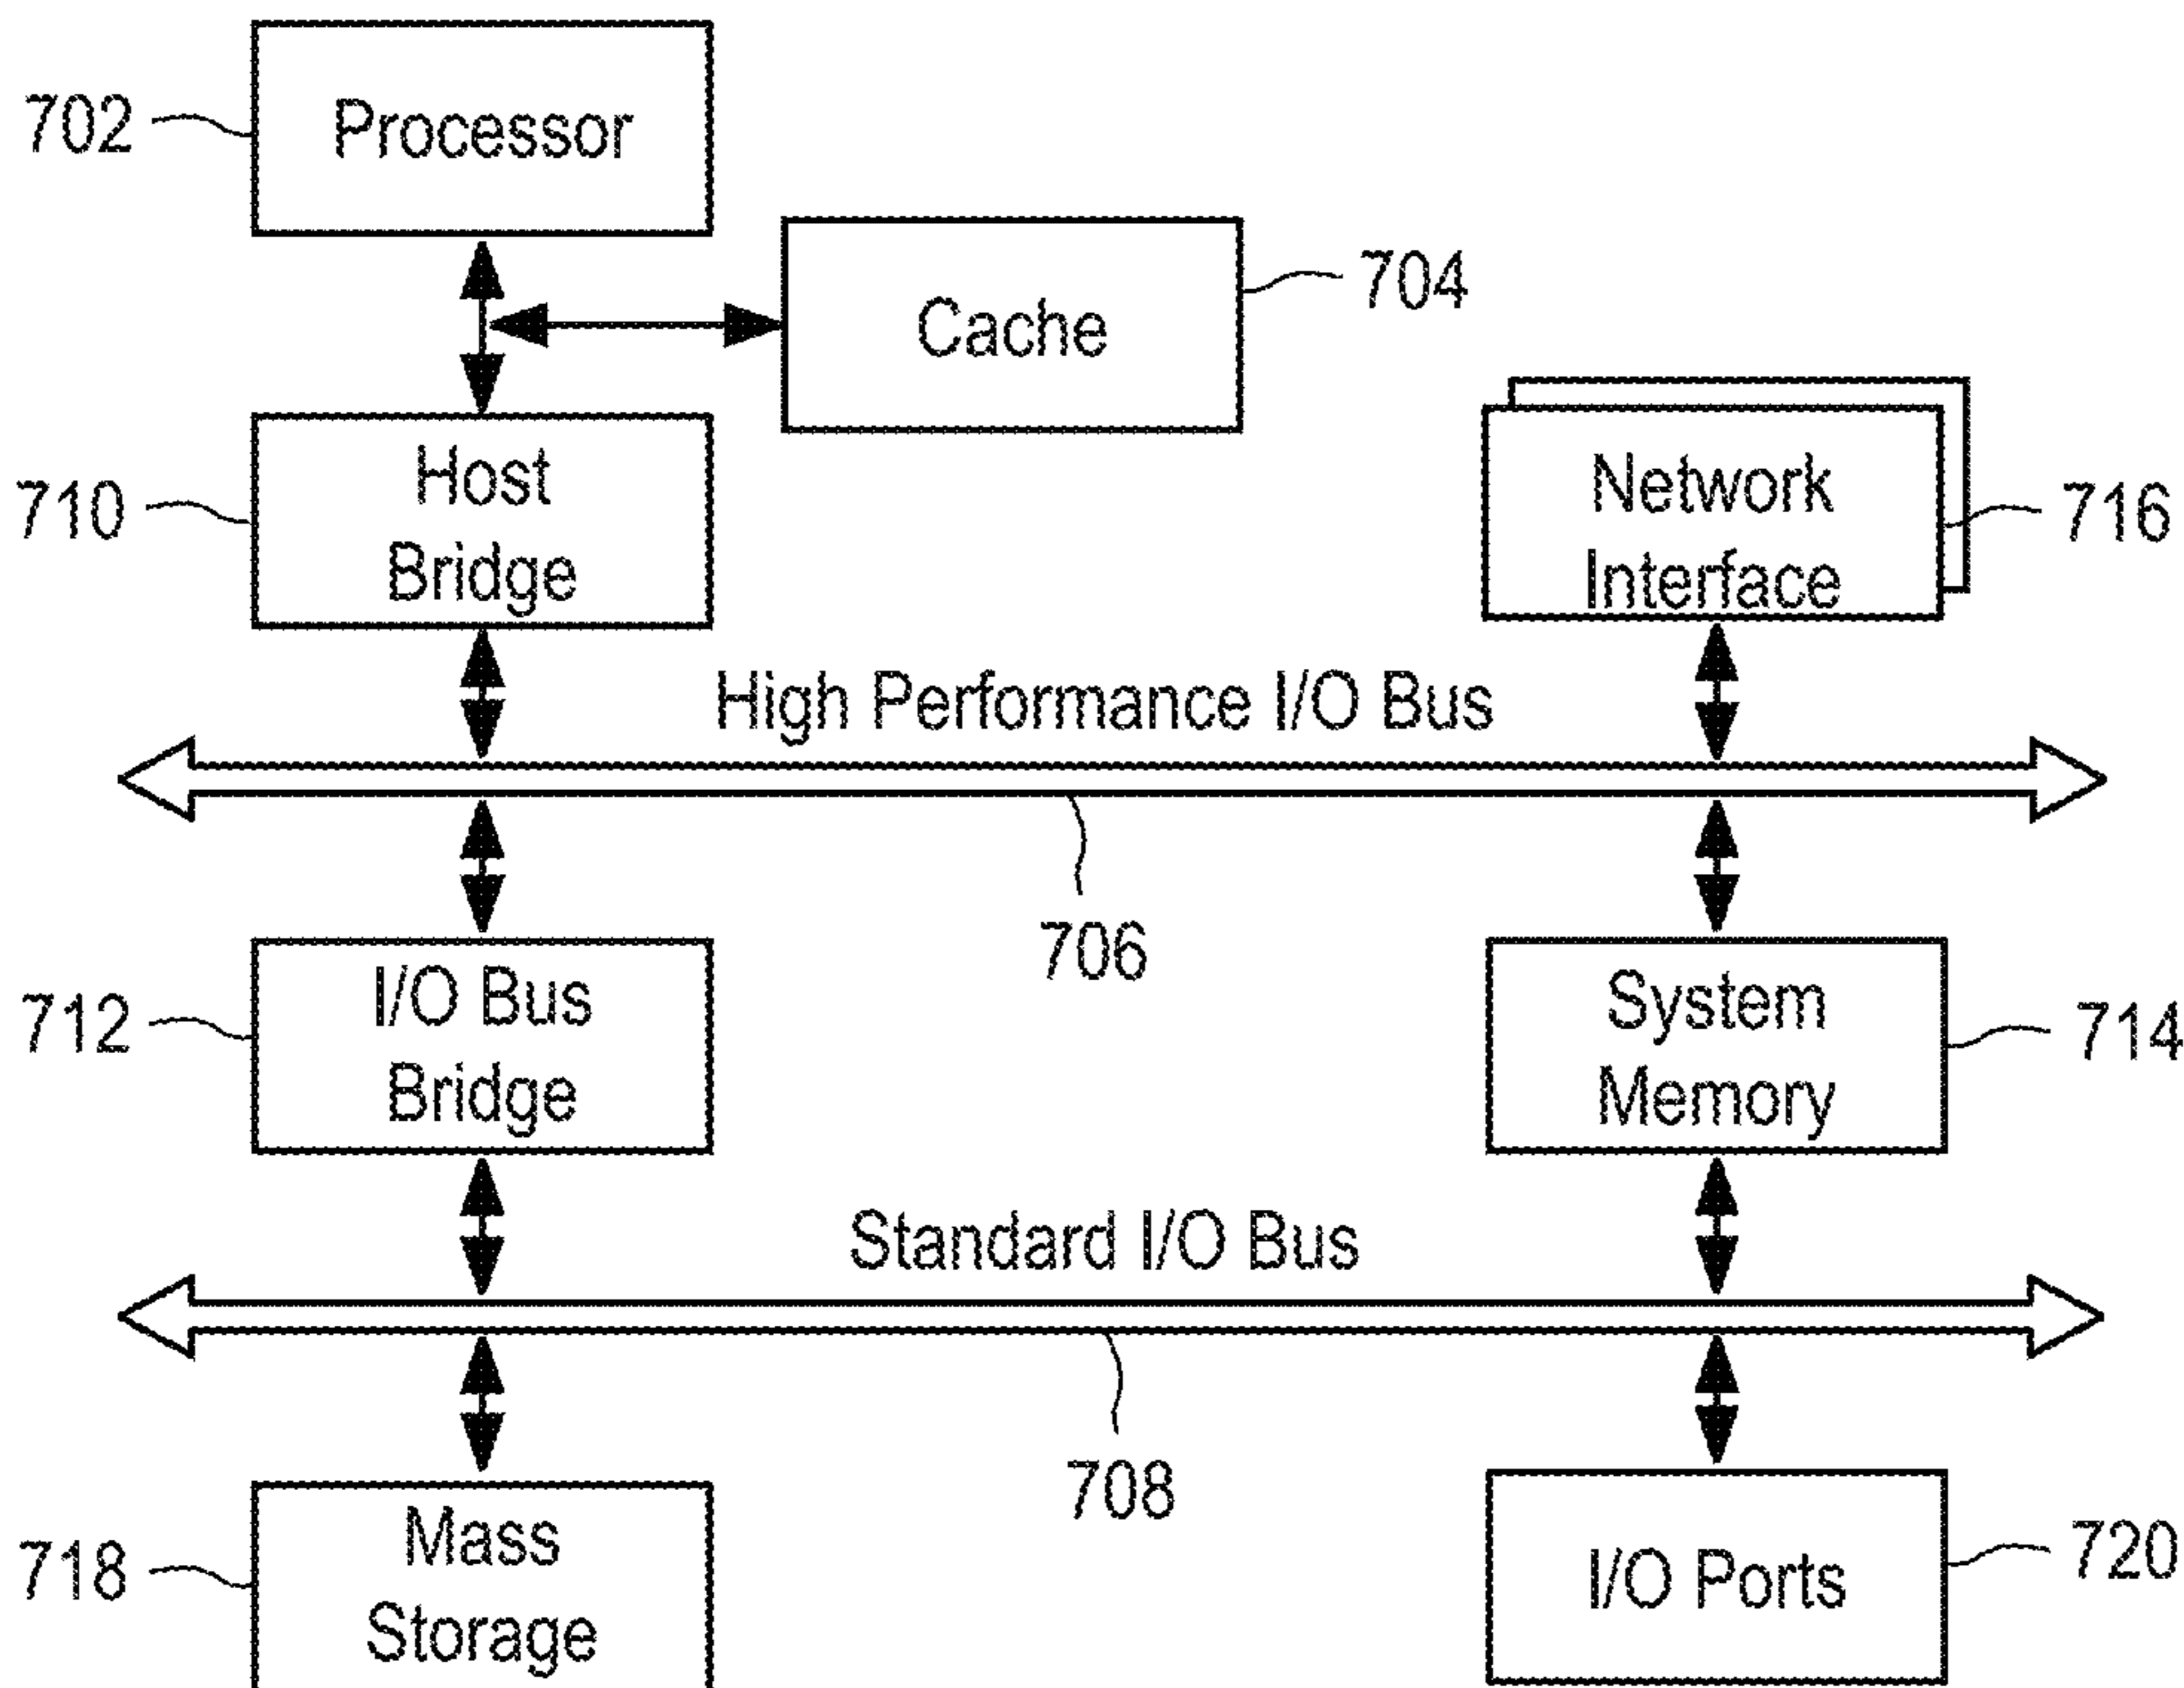 702
Processor
Cache
704
710
Host
Bridge
Network
Interface
716
High Performance I/O Bus
706
712
I/O Bus
Bridge
System
Memory
714
Standard I/O Bus
708
718
Mass
Storage
I/O Ports
720